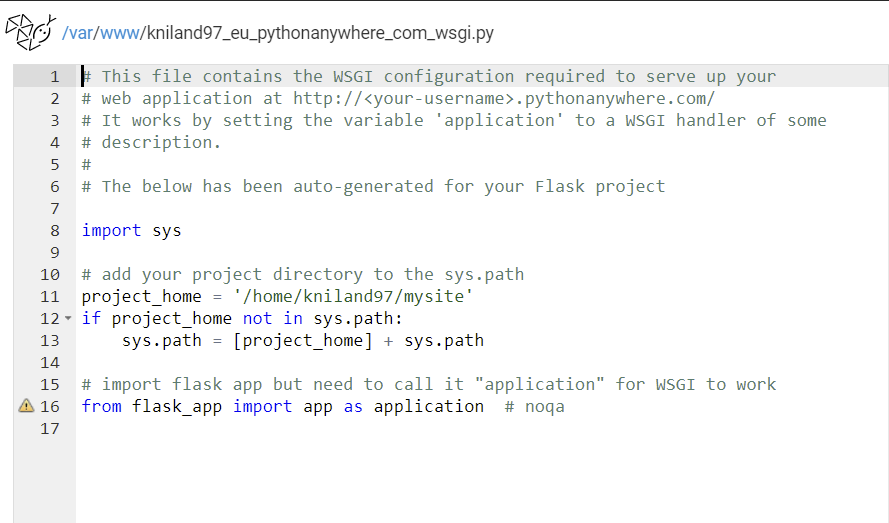 /var/www/kniland97_eu_pythonanywhere_com_wsgi.py
1 # This file contains the WSGI configuration required to serve up your
2 # web application at http://<your-username>.pythonanywhere.com/
3 # It works by setting the variable 'application' to a WSGI handler of some
4 # description.
5 #
6 # The below has been auto-generated for your Flask project
7
8 import sys
9
10 # add your project directory to the sys.path
11 project_home = '/home/kniland97/mysite'
12 if project_home not in sys.path:
13     sys.path = [project_home] + sys.path
14
15 # import flask app but need to call it "application" for WSGI to work
16 from flask_app import app as application  # noqa
17